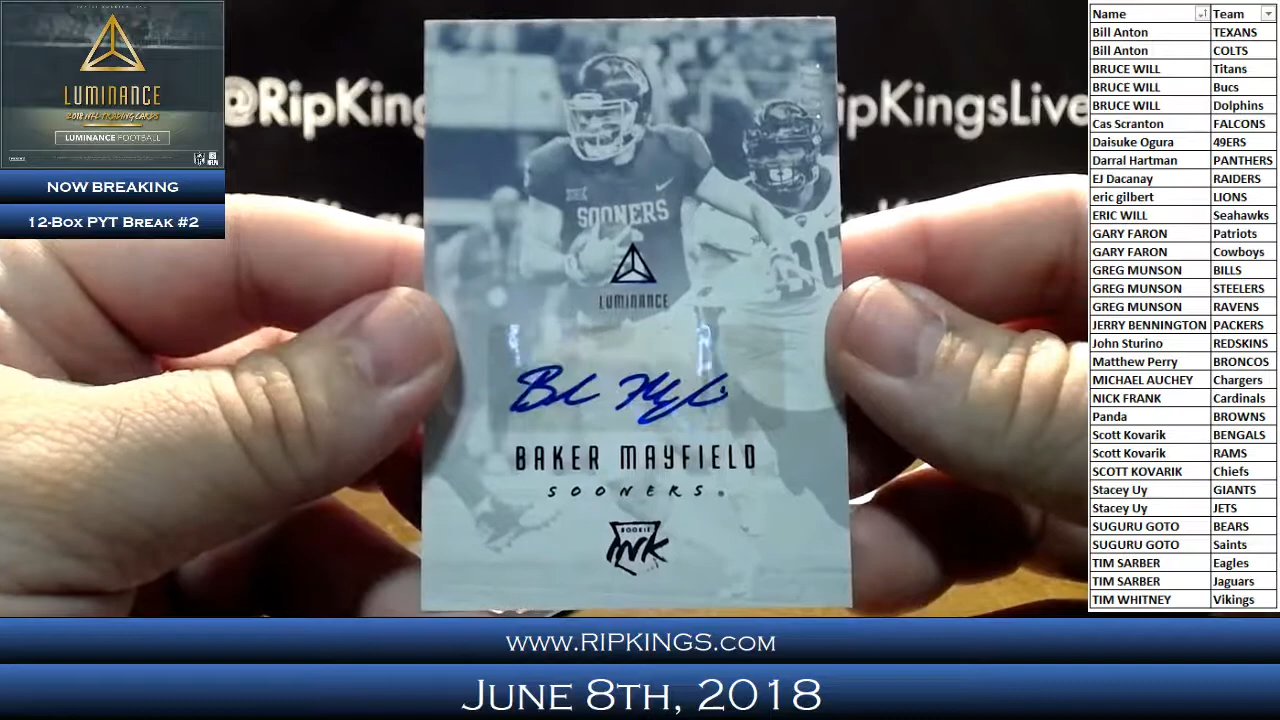 LUMINANCE
2018 NFL TRADING CARDS
LUMINANCE FOOTBALL
NOW BREAKING
12-Box PYT Break #2
@RipKings
ipKingsLive
SOONERS
LUMINANCE
BAKER MAYFIELD
SOONERS
ROOKIE
INK
Name Team
Bill Anton TEXANS
Bill Anton COLTS
BRUCE WILL Titans
BRUCE WILL Bucs
BRUCE WILL Dolphins
Cas Scranton FALCONS
Daisuke Ogura 49ERS
Darral Hartman PANTHERS
EJ Dacanay RAIDERS
eric gilbert LIONS
ERIC WILL Seahawks
GARY FARON Patriots
GARY FARON Cowboys
GREG MUNSON BILLS
GREG MUNSON STEELERS
GREG MUNSON RAVENS
JERRY BENNINGTON PACKERS
John Sturino REDSKINS
Matthew Perry BRONCOS
MICHAEL AUCHEY Chargers
NICK FRANK Cardinals
Panda BROWNS
Scott Kovarik BENGALS
Scott Kovarik RAMS
SCOTT KOVARIK Chiefs
Stacey Uy GIANTS
Stacey Uy JETS
SUGURU GOTO BEARS
SUGURU GOTO Saints
TIM SARBER Eagles
TIM SARBER Jaguars
TIM WHITNEY Vikings
www.RIPKINGS.com
June 8th, 2018